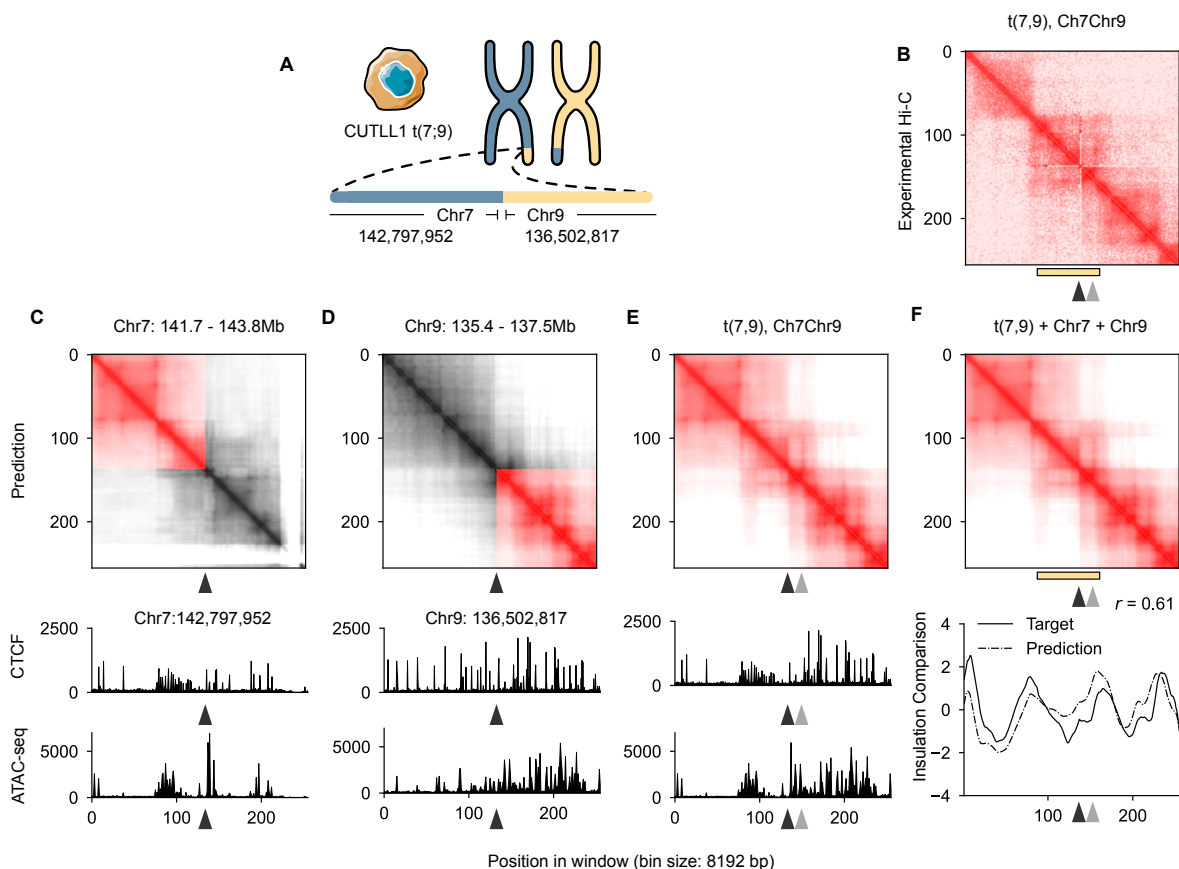 A
CUTLL1 t(7;9)
Chr7
Chr9
142,797,952
136,502,817
t(7,9), Ch7Chr9
B
Experimental Hi-C
0
100
200
C
Chr7: 141.7 - 143.8Mb
Prediction
0
100
200
Chr7:142,797,952
CTCF
2500
0
ATAC-seq
5000
0
0
100
200
D
Chr9: 135.4 - 137.5Mb
0
100
200
Chr9: 136,502,817
2500
0
5000
0
0
100
200
E
t(7,9), Ch7Chr9
0
100
200
2500
0
5000
0
0
100
200
F
t(7,9) + Chr7 + Chr9
0
100
200
r = 0.61
Insulation Comparison
4
2
0
−2
−4
Target
Prediction
100
200
Position in window (bin size: 8192 bp)